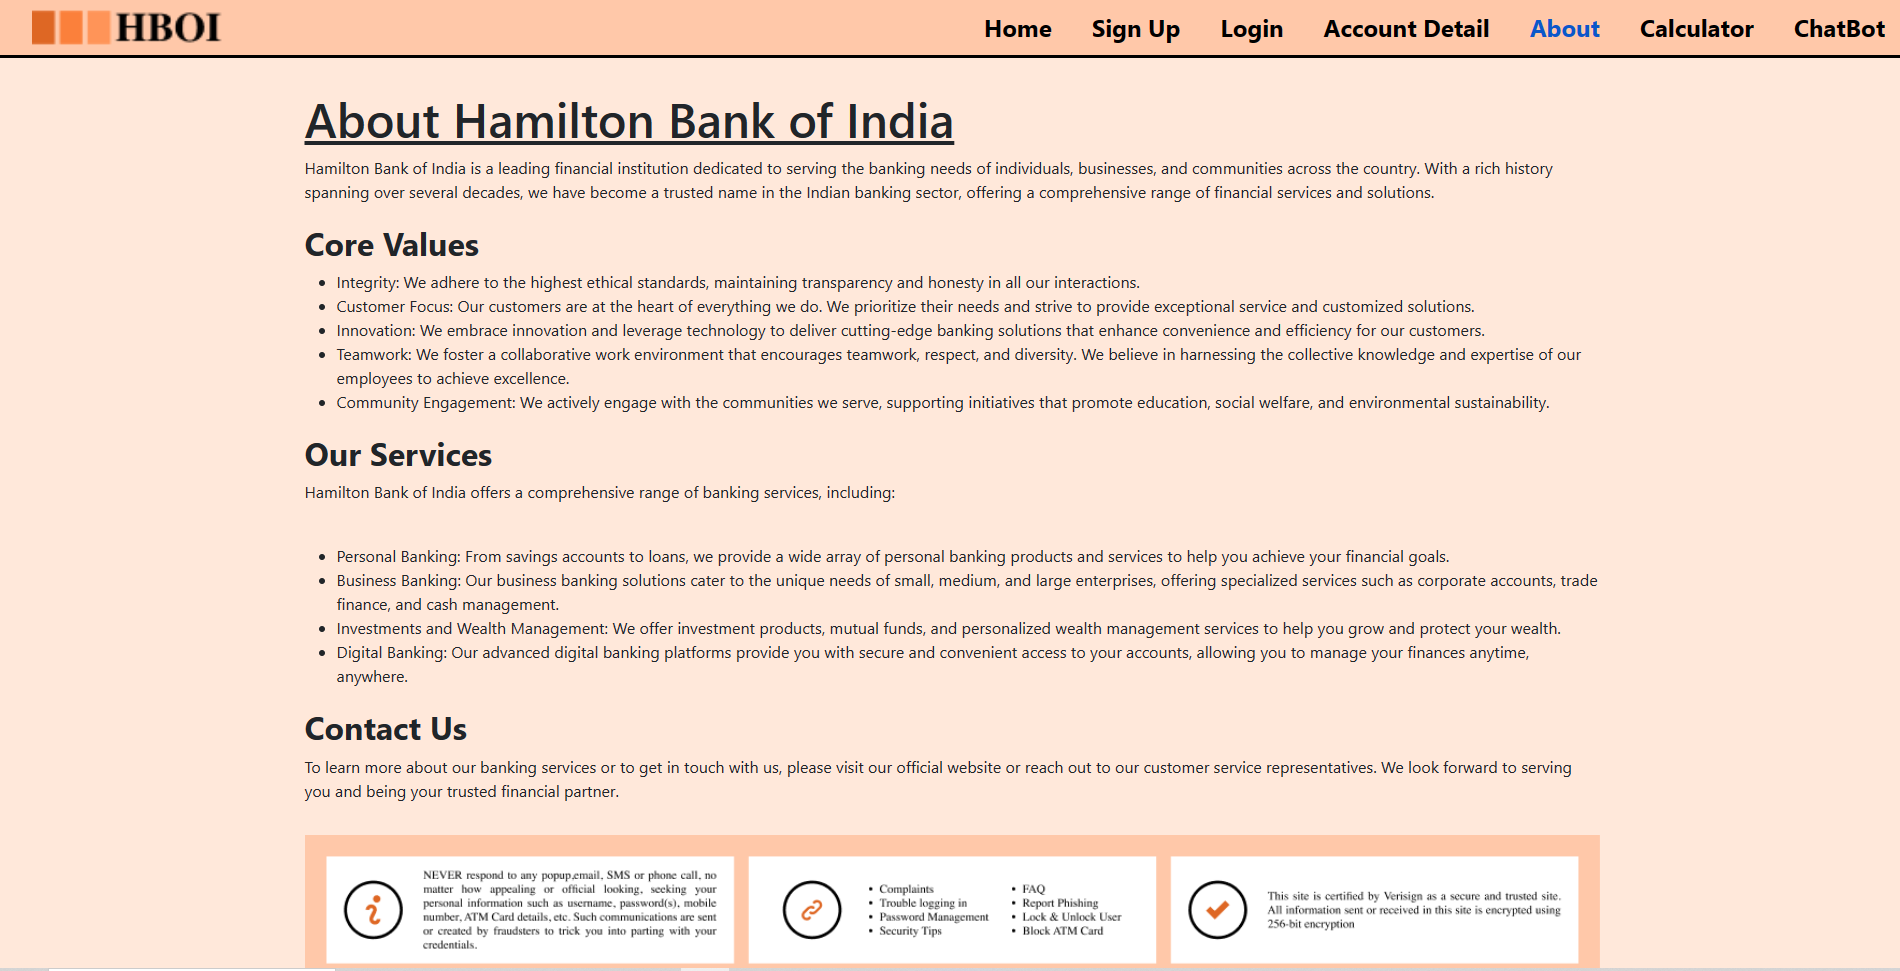 HBOI
Home Sign Up Login Account Detail About Calculator ChatBot
About Hamilton Bank of India
Hamilton Bank of India is a leading financial institution dedicated to serving the banking needs of individuals, businesses, and communities across the country. With a rich history
spanning over several decades, we have become a trusted name in the Indian banking sector, offering a comprehensive range of financial services and solutions.
Core Values
• Integrity: We adhere to the highest ethical standards, maintaining transparency and honesty in all our interactions.
• Customer Focus: Our customers are at the heart of everything we do. We prioritize their needs and strive to provide exceptional service and customized solutions.
• Innovation: We embrace innovation and leverage technology to deliver cutting-edge banking solutions that enhance convenience and efficiency for our customers.
• Teamwork: We foster a collaborative work environment that encourages teamwork, respect, and diversity. We believe in harnessing the collective knowledge and expertise of our
employees to achieve excellence.
• Community Engagement: We actively engage with the communities we serve, supporting initiatives that promote education, social welfare, and environmental sustainability.
Our Services
Hamilton Bank of India offers a comprehensive range of banking services, including:
• Personal Banking: From savings accounts to loans, we provide a wide array of personal banking products and services to help you achieve your financial goals.
• Business Banking: Our business banking solutions cater to the unique needs of small, medium, and large enterprises, offering specialized services such as corporate accounts, trade
finance, and cash management.
• Investments and Wealth Management: We offer investment products, mutual funds, and personalized wealth management services to help you grow and protect your wealth.
• Digital Banking: Our advanced digital banking platforms provide you with secure and convenient access to your accounts, allowing you to manage your finances anytime,
anywhere.
Contact Us
To learn more about our banking services or to get in touch with us, please visit our official website or reach out to our customer service representatives. We look forward to serving
you and being your trusted financial partner.
NEVER respond to any popup,email, SMS or phone call, no
matter how appealing or official looking, seeking your
personal information such as username, password(s), mobile
number, ATM Card details, etc. Such communications are sent
or created by fraudsters to trick you into parting with your
credentials.
• Complaints
• Trouble logging in
• Password Management
• Security Tips
• FAQ
• Report Phishing
• Lock & Unlock User
• Block ATM Card
This site is certified by Verisign as a secure and trusted site.
All information sent or received in this site is encrypted using
256-bit encryption